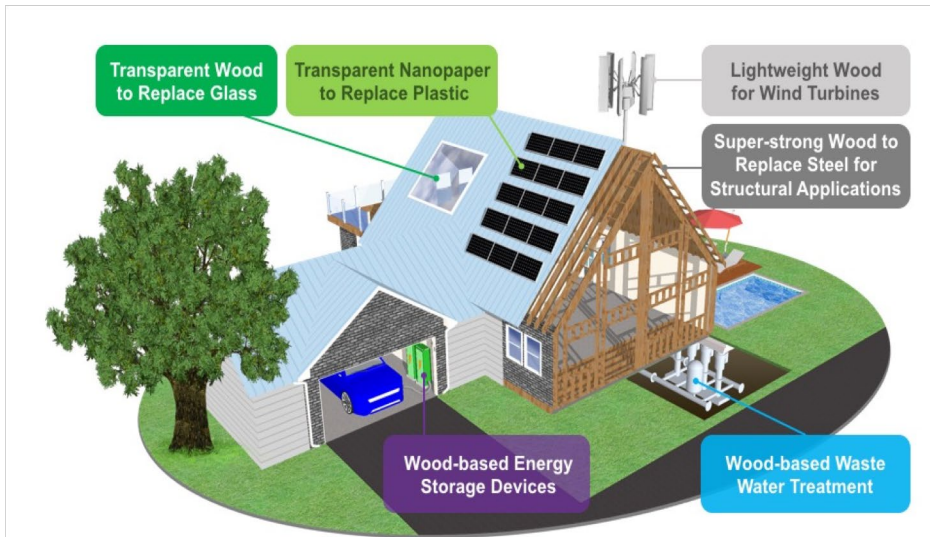 Transparent Wood
to Replace Glass
Transparent Nanopaper
to Replace Plastic
Lightweight Wood
for Wind Turbines
Super-strong Wood to
Replace Steel for
Structural Applications
Wood-based Energy
Storage Devices
Wood-based Waste
Water Treatment